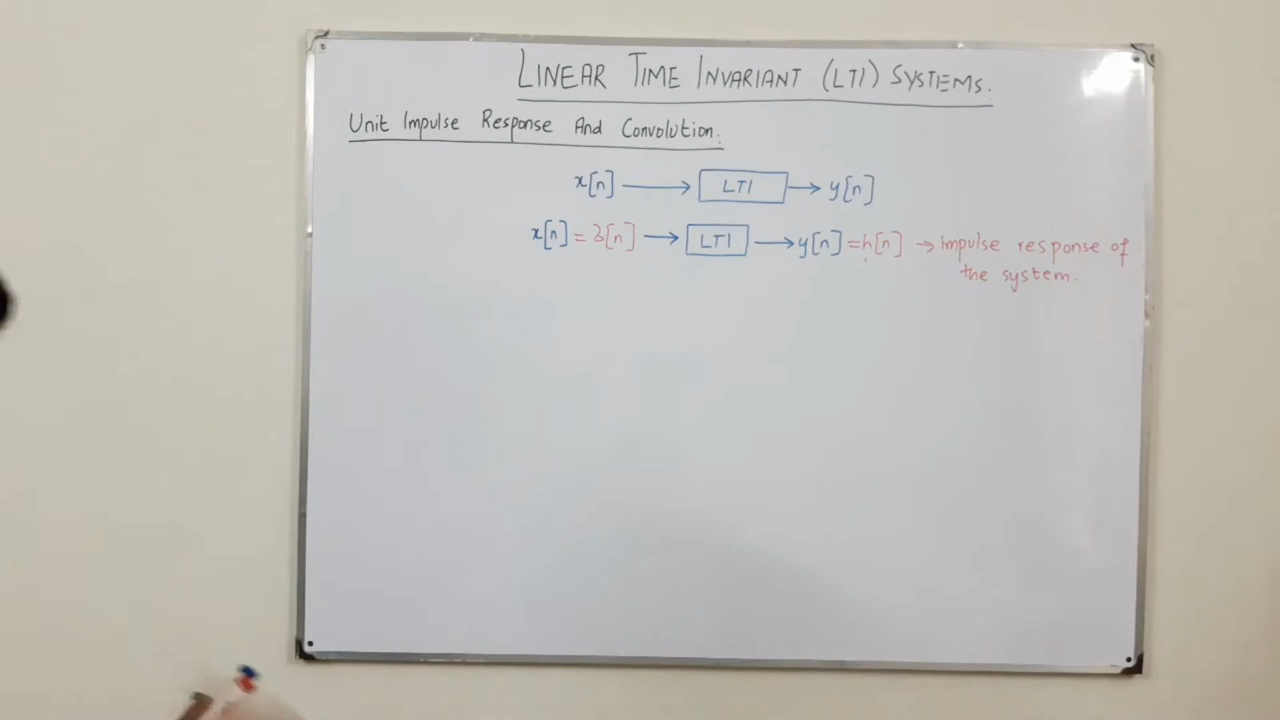 LINEAR TIME INVARIANT (LTI) SYSTEMS.
Unit Impulse Response And Convolution.
x[n] → LTI → y[n]
x[n] = δ[n] → LTI → y[n] = h[n] → impulse response of
the system.